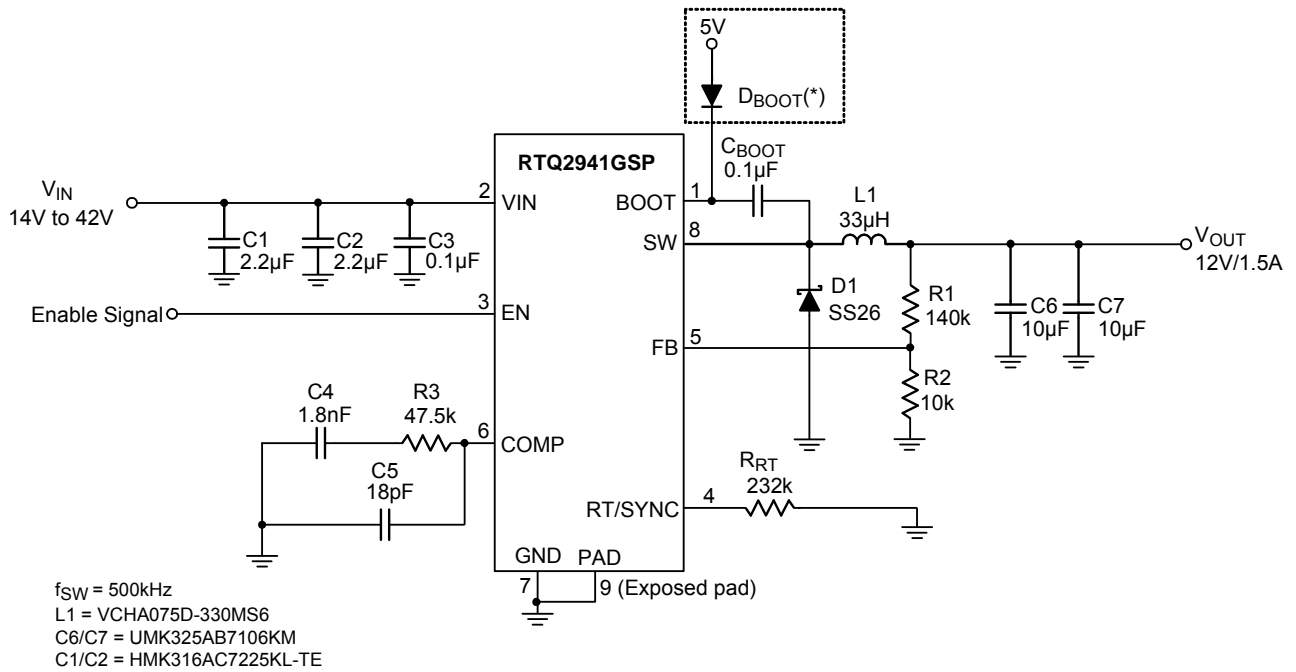 5V
DBOOT(*)
RTQ2941GSP
CBOOT
0.1µF
VIN
14V to 42V
2
VIN
BOOT
1
L1
33µH
SW
8
VOUT
12V/1.5A
C1
2.2µF
C2
2.2µF
C3
0.1µF
D1
SS26
R1
140k
C6
10µF
C7
10µF
Enable Signal
3
EN
FB
5
R2
10k
C4
1.8nF
R3
47.5k
6
COMP
C5
18pF
RRT
232k
RT/SYNC
4
GND
PAD
7
9 (Exposed pad)
fSW = 500kHz
L1 = VCHA075D-330MS6
C6/C7 = UMK325AB7106KM
C1/C2 = HMK316AC7225KL-TE